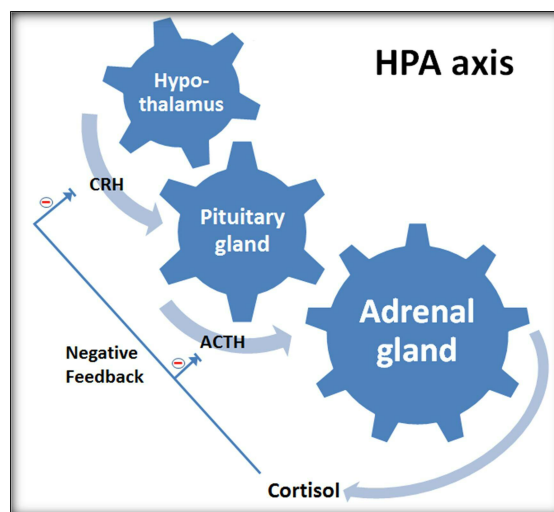 HPA axis
Hypo-
thalamus
CRH
Pituitary
gland
Adrenal
gland
ACTH
Negative
Feedback
Cortisol